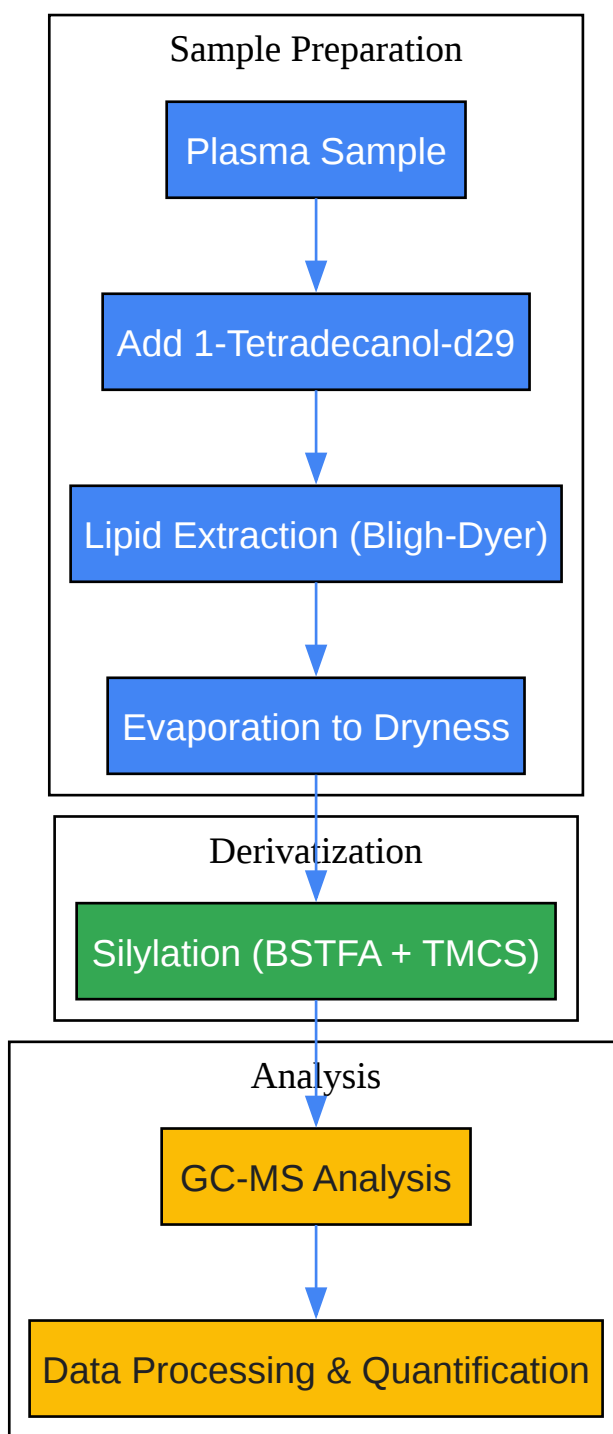 Sample Preparation
Plasma Sample
Add 1-Tetradecanol-d29
Lipid Extraction (Bligh-Dyer)
Evaporation to Dryness
Derivatization
Silylation (BSTFA + TMCS)
Analysis
GC-MS Analysis
Data Processing & Quantification